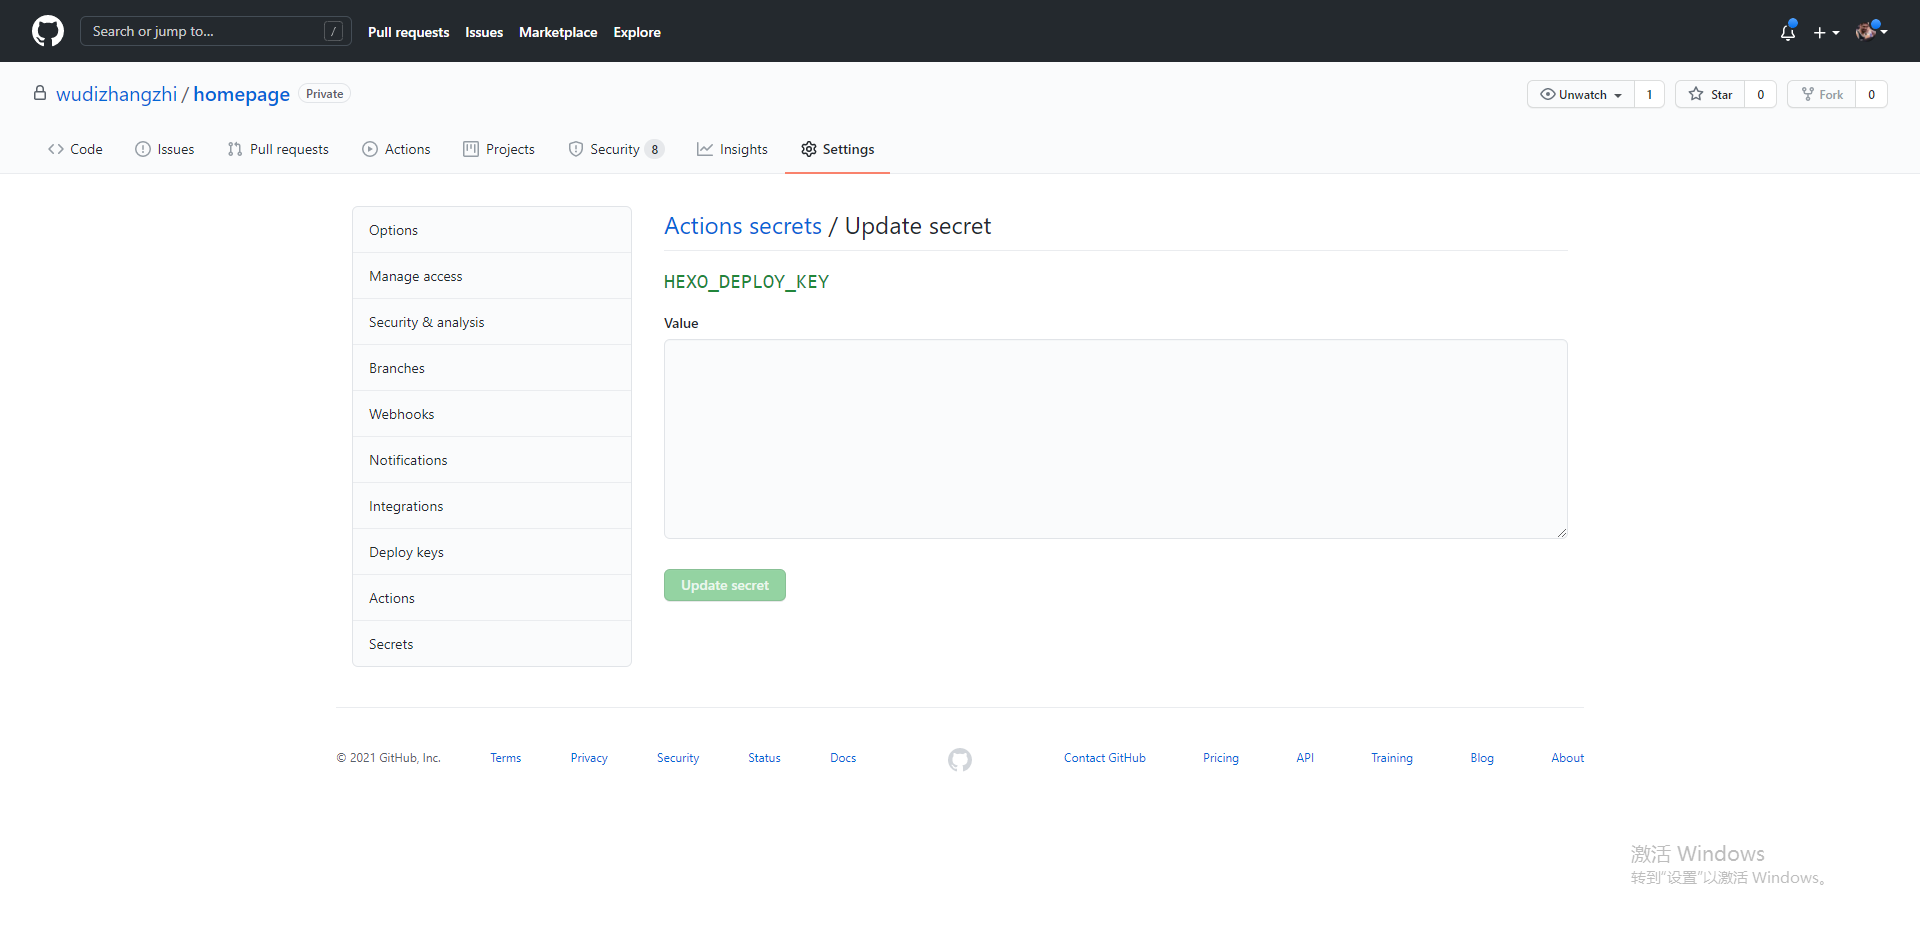 Search or jump to... /
Pull requests Issues Marketplace Explore
wudizhangzhi / homepage Private
Unwatch 1 Star 0 Fork 0
Code Issues Pull requests Actions Projects Security 8 Insights Settings
Options
Manage access
Security & analysis
Branches
Webhooks
Notifications
Integrations
Deploy keys
Actions
Secrets
Actions secrets / Update secret
HEXO_DEPLOY_KEY
Value
Update secret
© 2021 GitHub, Inc. Terms Privacy Security Status Docs Contact GitHub Pricing API Training Blog About
激活 Windows
转到"设置"以激活 Windows。